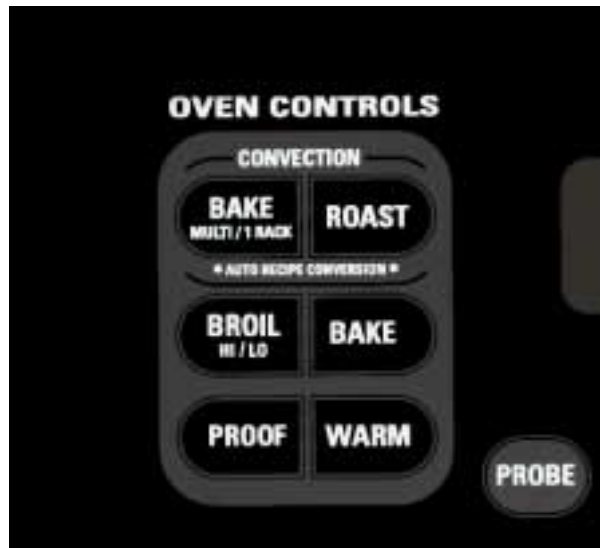 OVEN CONTROLS
CONVECTION
BAKE
MULTI / 1 RACK
ROAST
* AUTO RECIPE CONVERSION *
BROIL
HI / LO
BAKE
PROOF
WARM
PROBE